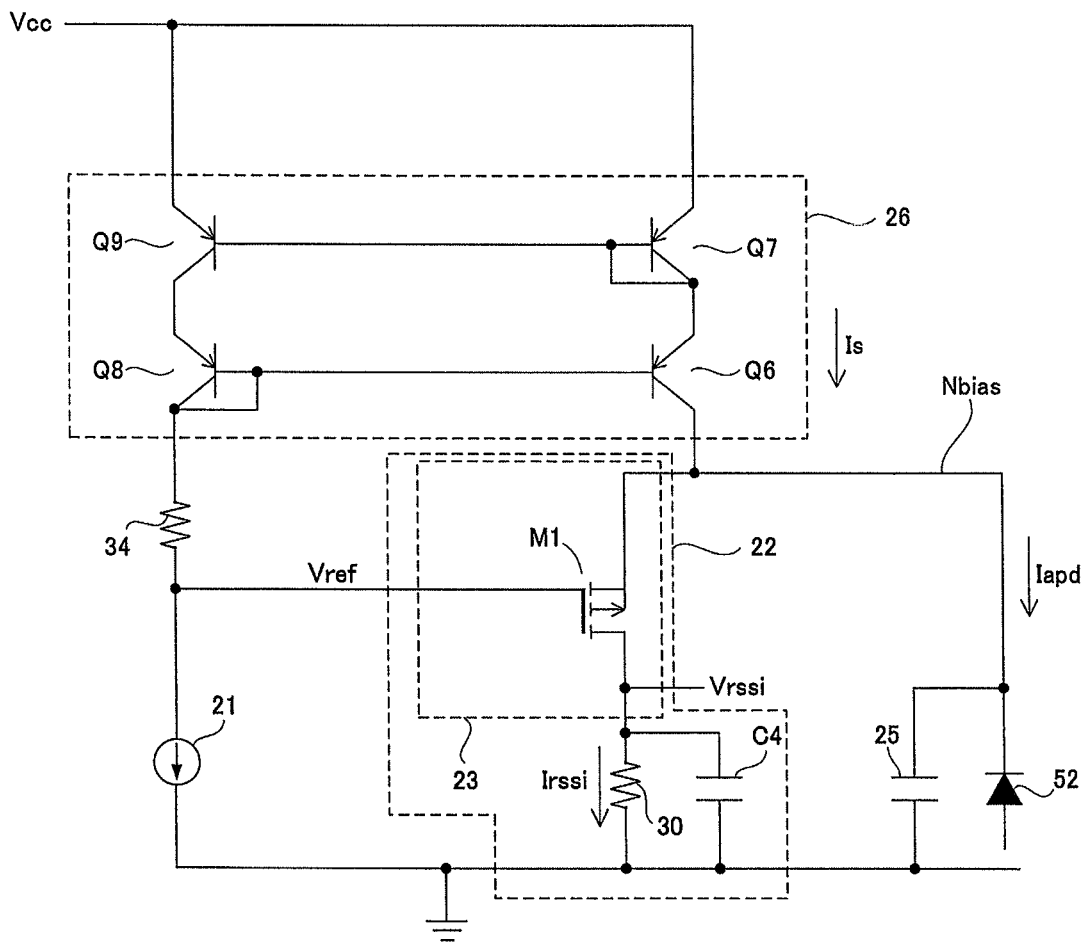 Vcc
26
Q9
Q7
Q8
Q6
Is
Nbias
34
M1
22
Vref
Iapd
21
Vrssi
23
Irssi
30
C4
25
52